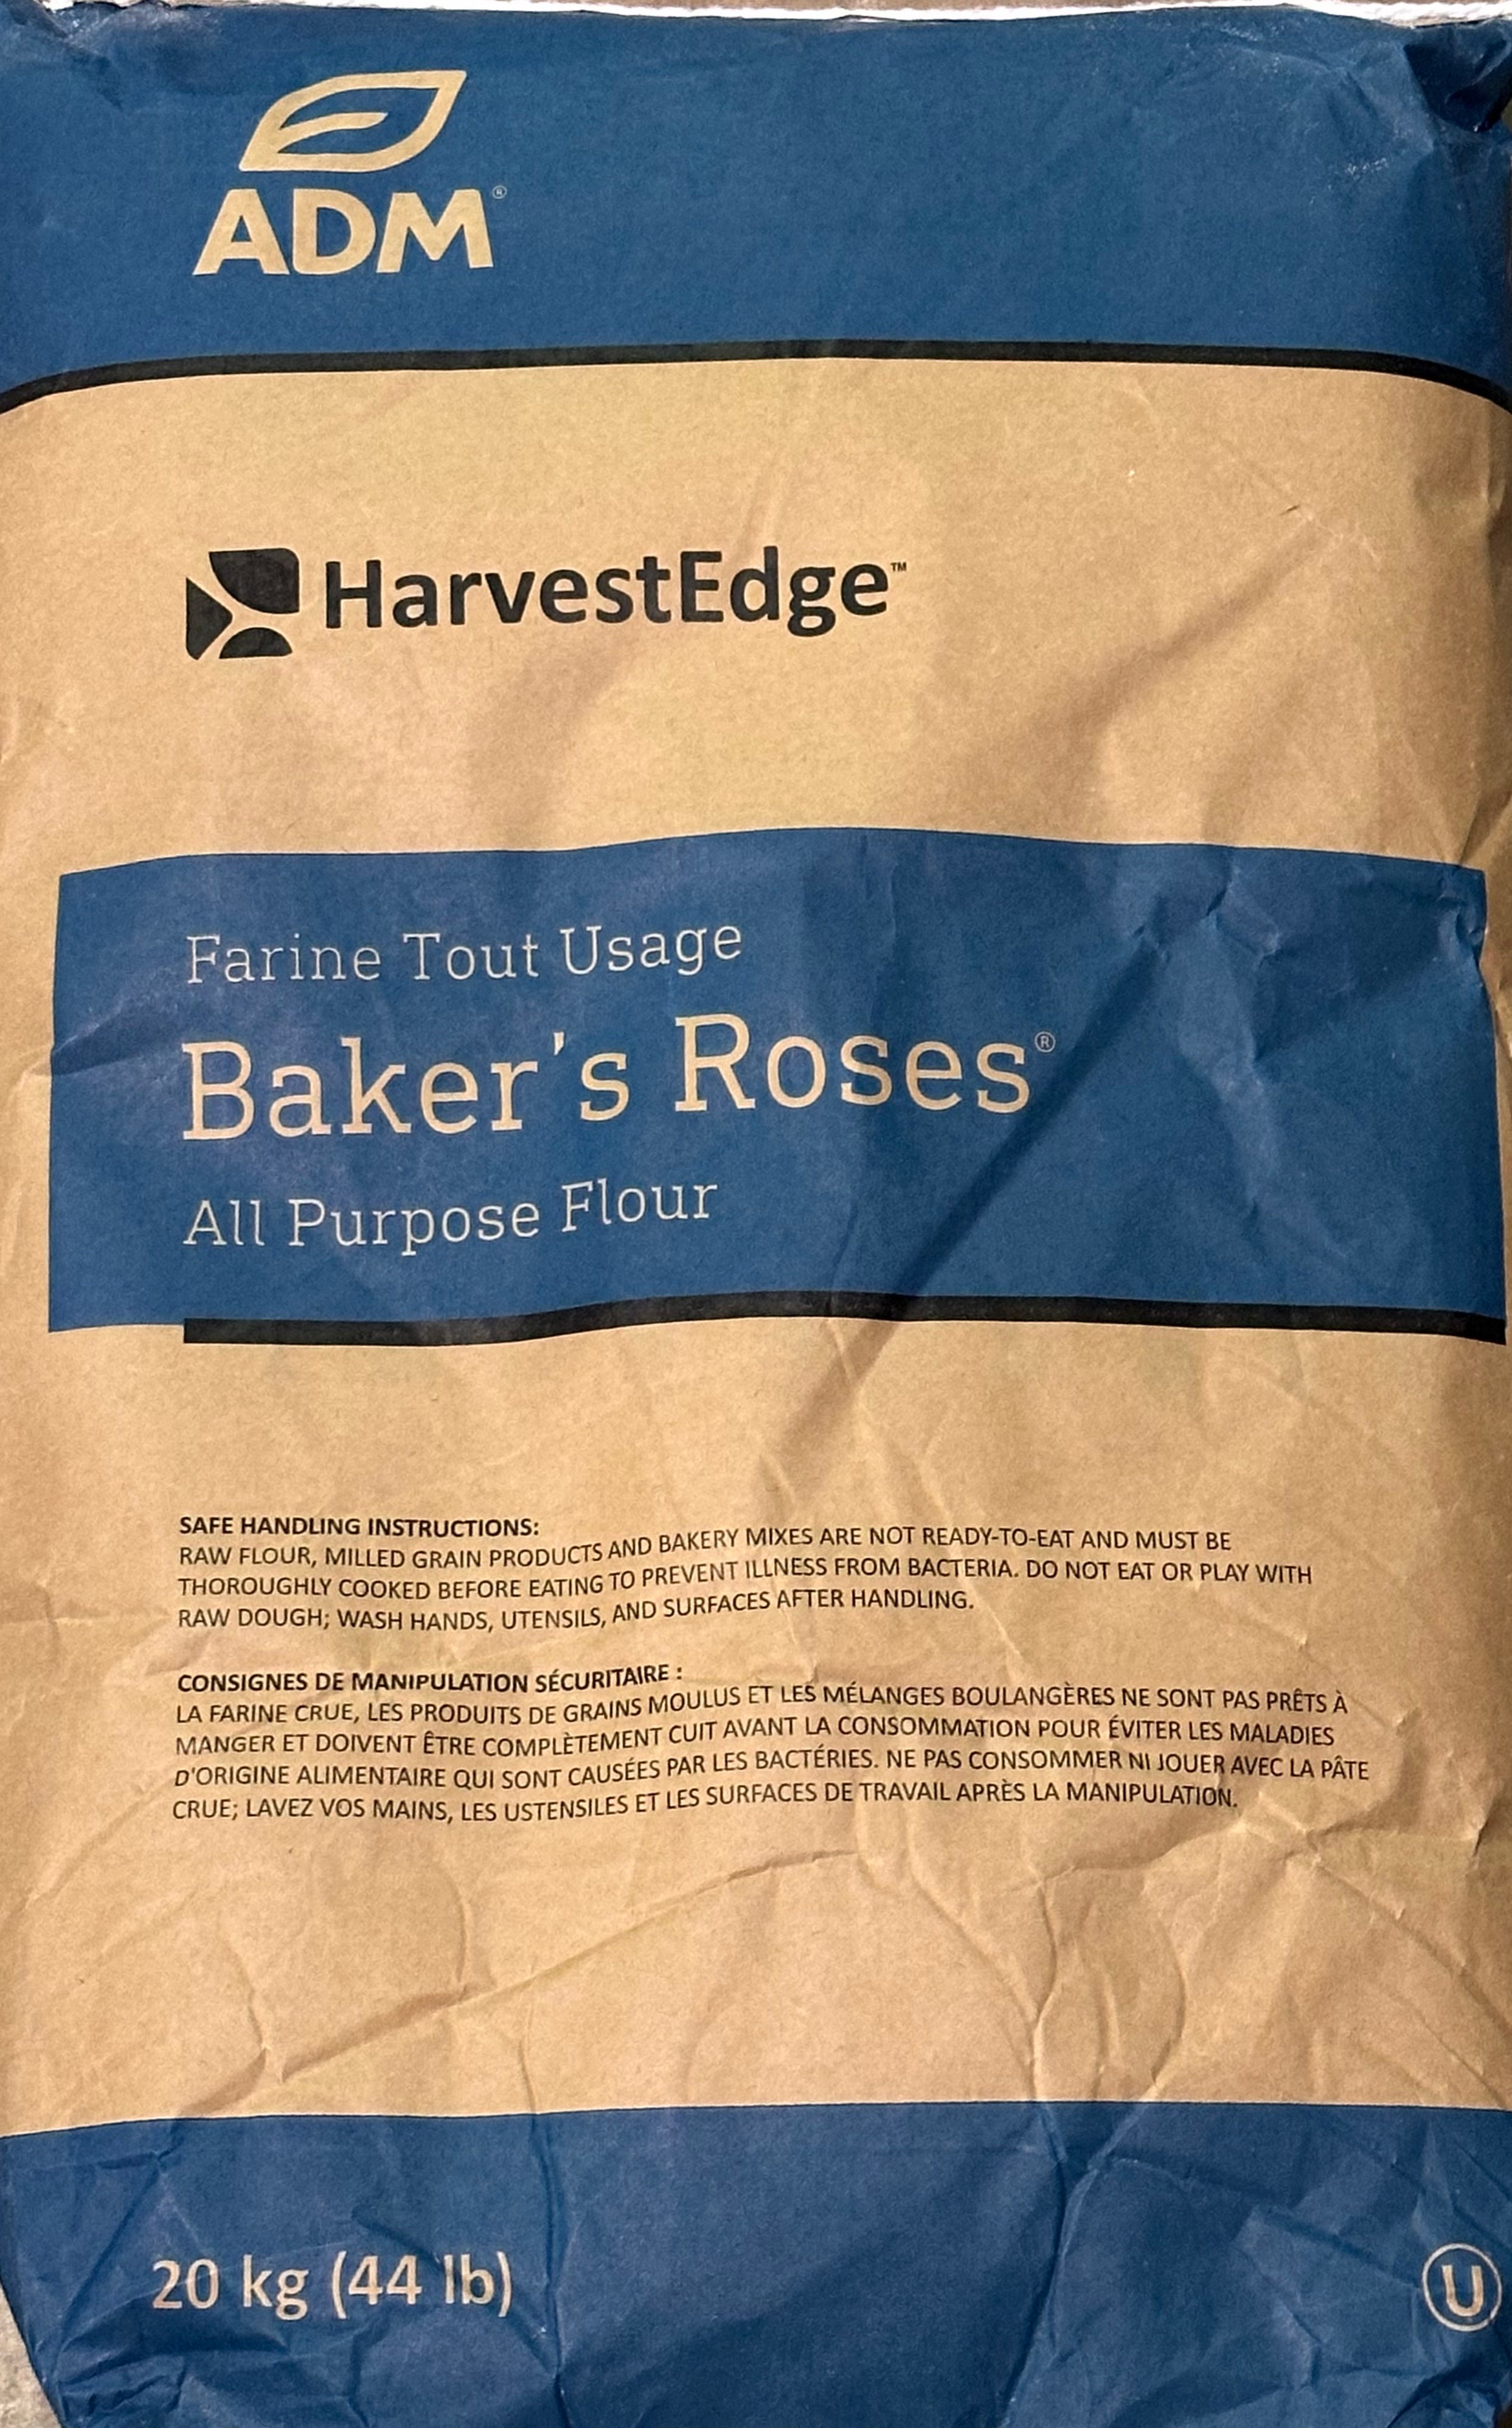 ADM®
HarvestEdge™
Farine Tout Usage
Baker's Roses®
All Purpose Flour
SAFE HANDLING INSTRUCTIONS:
RAW FLOUR, MILLED GRAIN PRODUCTS AND BAKERY MIXES ARE NOT READY-TO-EAT AND MUST BE
THOROUGHLY COOKED BEFORE EATING TO PREVENT ILLNESS FROM BACTERIA. DO NOT EAT OR PLAY WITH
RAW DOUGH; WASH HANDS, UTENSILS, AND SURFACES AFTER HANDLING.
CONSIGNES DE MANIPULATION SÉCURITAIRE :
LA FARINE CRUE, LES PRODUITS DE GRAINS MOULUS ET LES MÉLANGES BOULANGÈRES NE SONT PAS PRÊTS À
MANGER ET DOIVENT ÊTRE COMPLÈTEMENT CUIT AVANT LA CONSOMMATION POUR ÉVITER LES MALADIES
D'ORIGINE ALIMENTAIRE QUI SONT CAUSÉES PAR LES BACTÉRIES. NE PAS CONSOMMER NI JOUER AVEC LA PÂTE
CRUE; LAVEZ VOS MAINS, LES USTENSILES ET LES SURFACES DE TRAVAIL APRÈS LA MANIPULATION.
20 kg (44 lb)
U